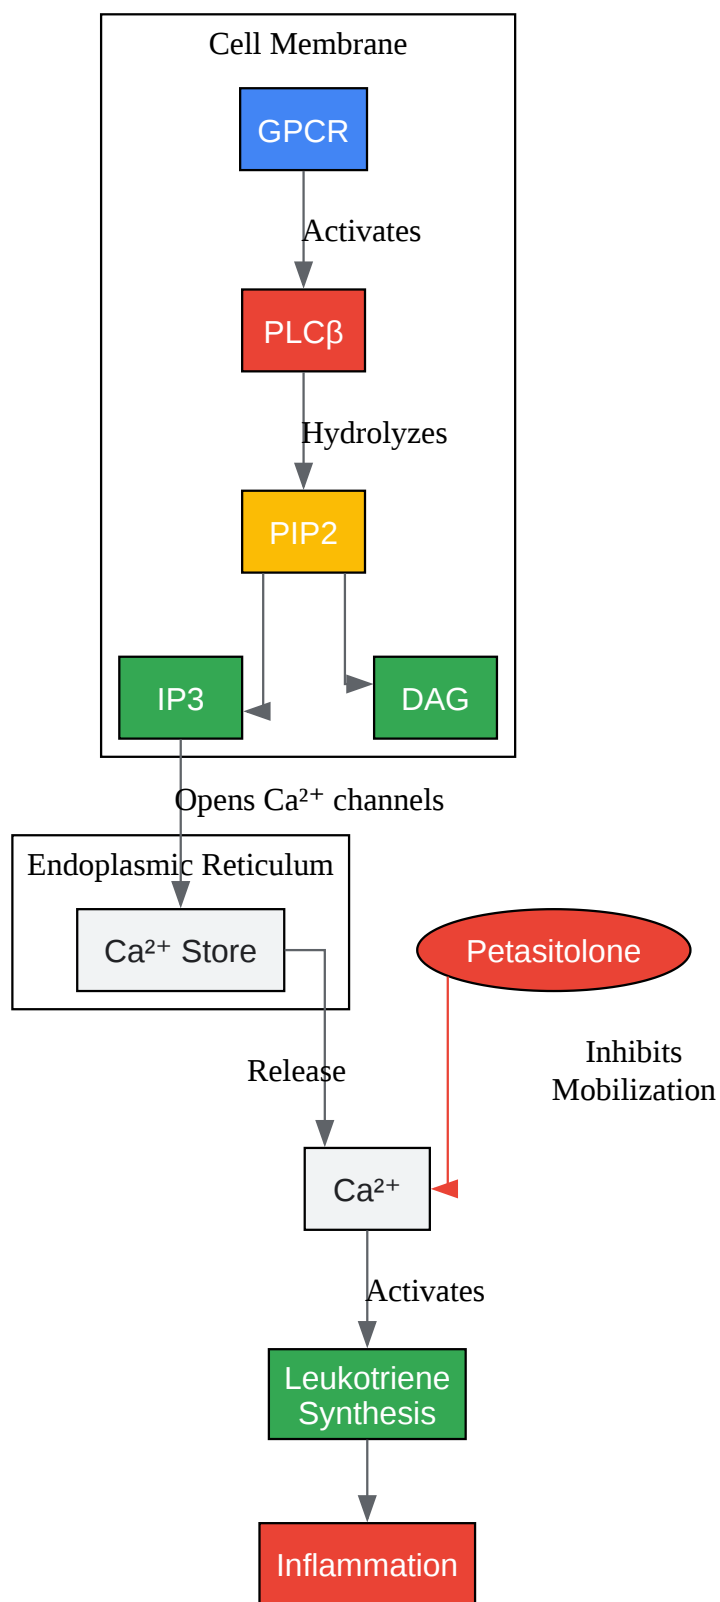 Cell Membrane
GPCR
Activates
PLCβ
Hydrolyzes
PIP2
IP3
DAG
Opens Ca²⁺ channels
Endoplasmic Reticulum
Ca²⁺ Store
Petasitolone
Inhibits
Mobilization
Release
Ca²⁺
Activates
Leukotriene
Synthesis
Inflammation